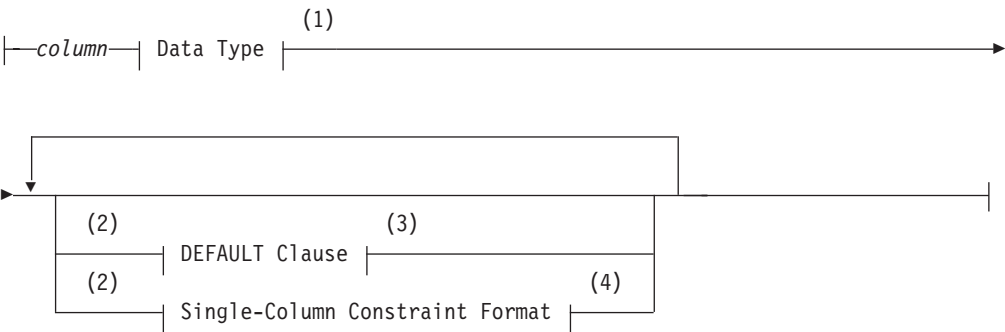 (1)
column Data Type
(2) (3)
DEFAULT Clause
(2) (4)
Single-Column Constraint Format